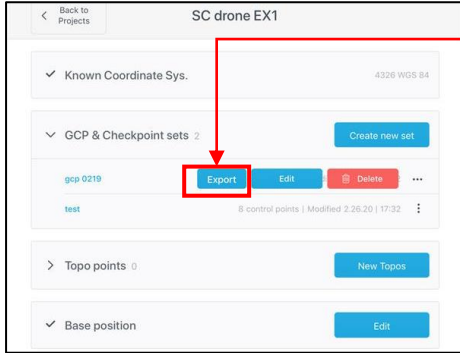 Back to
Projects
SC drone EX1
Known Coordinate Sys.
4326 WGS 84
GCP & Checkpoint sets 2
Create new set
gcp 0219
Export
Edit
Delete
test
8 control points | Modified 2.26.20 | 17:32
Topo points 0
New Topos
Base position
Edit